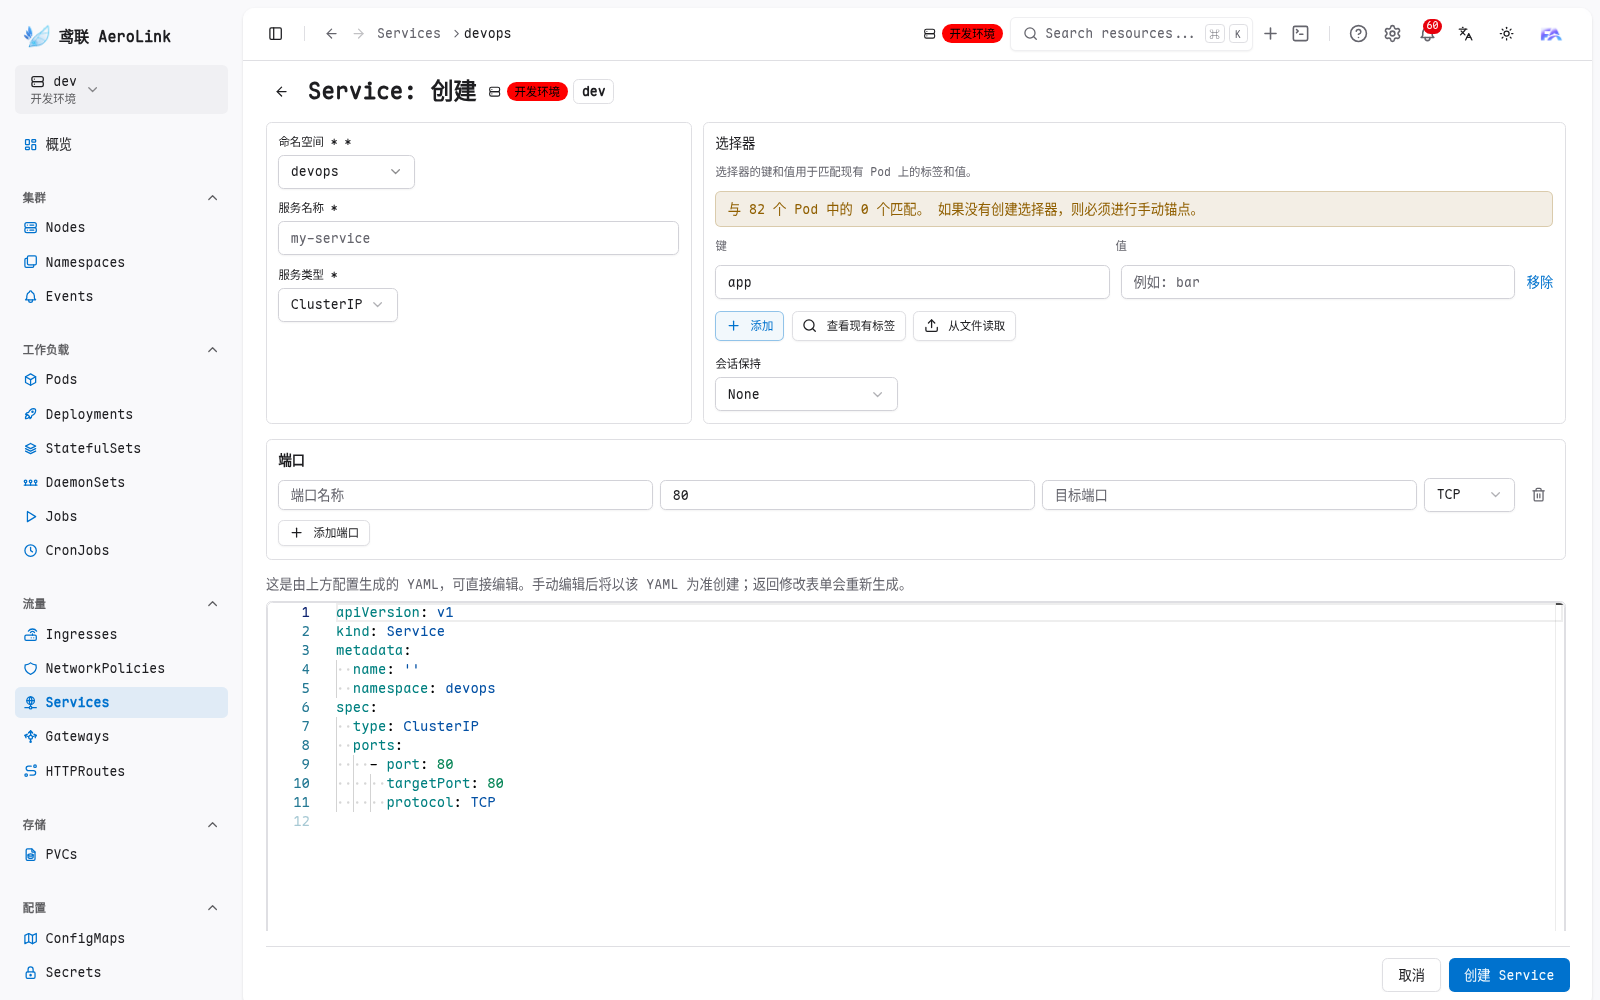 鸢联 AeroLink
dev
开发环境
概览
集群
Nodes
Namespaces
Events
工作负载
Pods
Deployments
StatefulSets
DaemonSets
Jobs
CronJobs
流量
Ingresses
NetworkPolicies
Services
Gateways
HTTPRoutes
存储
PVCs
配置
ConfigMaps
Secrets
Services > devops
开发环境
Search resources... ⌘ K
60
Service: 创建 开发环境 dev
命名空间 * *
devops
服务名称 *
my-service
服务类型 *
ClusterIP
选择器
选择器的键和值用于匹配现有 Pod 上的标签和值。
与 82 个 Pod 中的 0 个匹配。 如果没有创建选择器，则必须进行手动锚点。
键 值
app 例如: bar 移除
添加 查看现有标签 从文件读取
会话保持
None
端口
端口名称 80 目标端口 TCP
添加端口
这是由上方配置生成的 YAML，可直接编辑。手动编辑后将以该 YAML 为准创建；返回修改表单会重新生成。
1 apiVersion: v1
2 kind: Service
3 metadata:
4 name: ''
5 namespace: devops
6 spec:
7 type: ClusterIP
8 ports:
9 - port: 80
10 targetPort: 80
11 protocol: TCP
12
取消 创建 Service